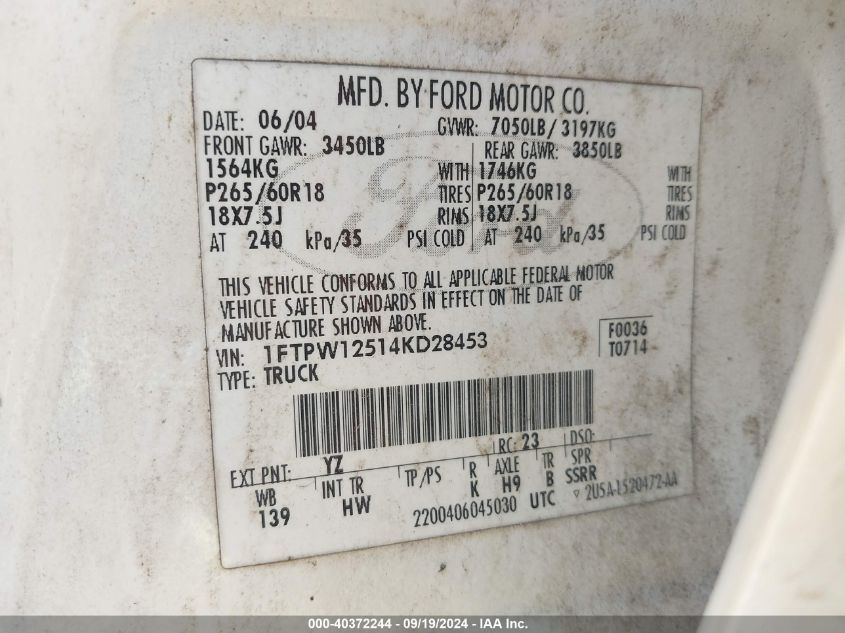 MFD. BY FORD MOTOR CO.
DATE: 06/04 GVWR: 7050LB/ 3197KG
FRONT GAWR: 3450LB REAR GAWR: 3850LB
1564KG WITH 1746KG WITH
P265/60R18 TIRES P265/60R18 TIRES
18X7.5J RIMS 18X7.5J RIMS
AT 240 kPa/35 PSI COLD AT 240 kPa/35 PSI COLD
Ford
THIS VEHICLE CONFORMS TO ALL APPLICABLE FEDERAL MOTOR
VEHICLE SAFETY STANDARDS IN EFFECT ON THE DATE OF
MANUFACTURE SHOWN ABOVE.
VIN: 1FTPW12514KD28453
TYPE: TRUCK
F0036
T0714
RC: 23 DSO:
EXT PNT: YZ
WB INT TR TP/PS R AXLE TR SPR
139 HW K H9 B SSRR
2200406045030 UTC ▽ 2U5A-1520472-AA
000-40372244 - 09/19/2024 - IAA Inc.